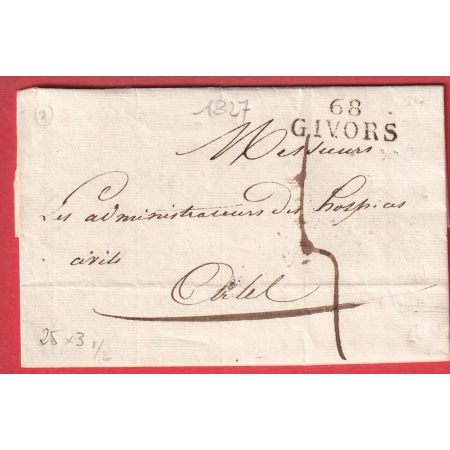 1827
68
GIVORS
Messieurs
Les administrateurs des hospices
civils
25 x 3 1/2